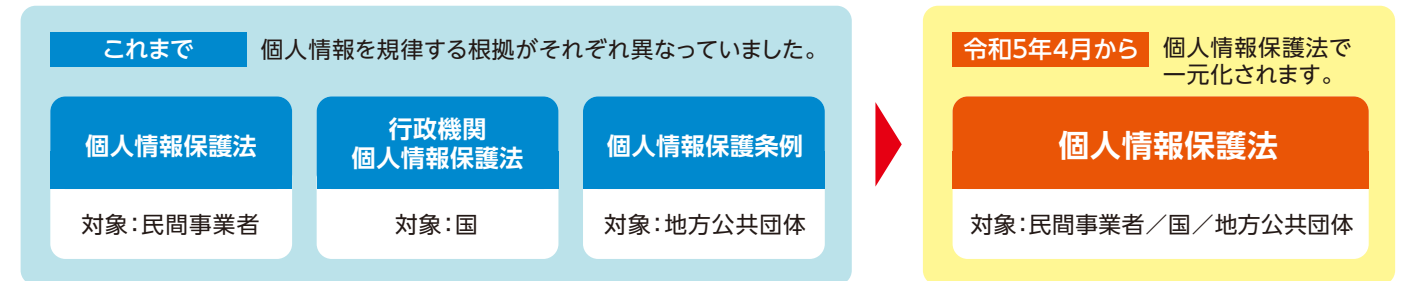 これまで
個人情報を規律する根拠がそれぞれ異なっていました。
個人情報保護法
対象：民間事業者
行政機関
個人情報保護法
対象：国
個人情報保護条例
対象：地方公共団体
令和5年4月から
個人情報保護法で
一元化されます。
個人情報保護法
対象：民間事業者／国／地方公共団体